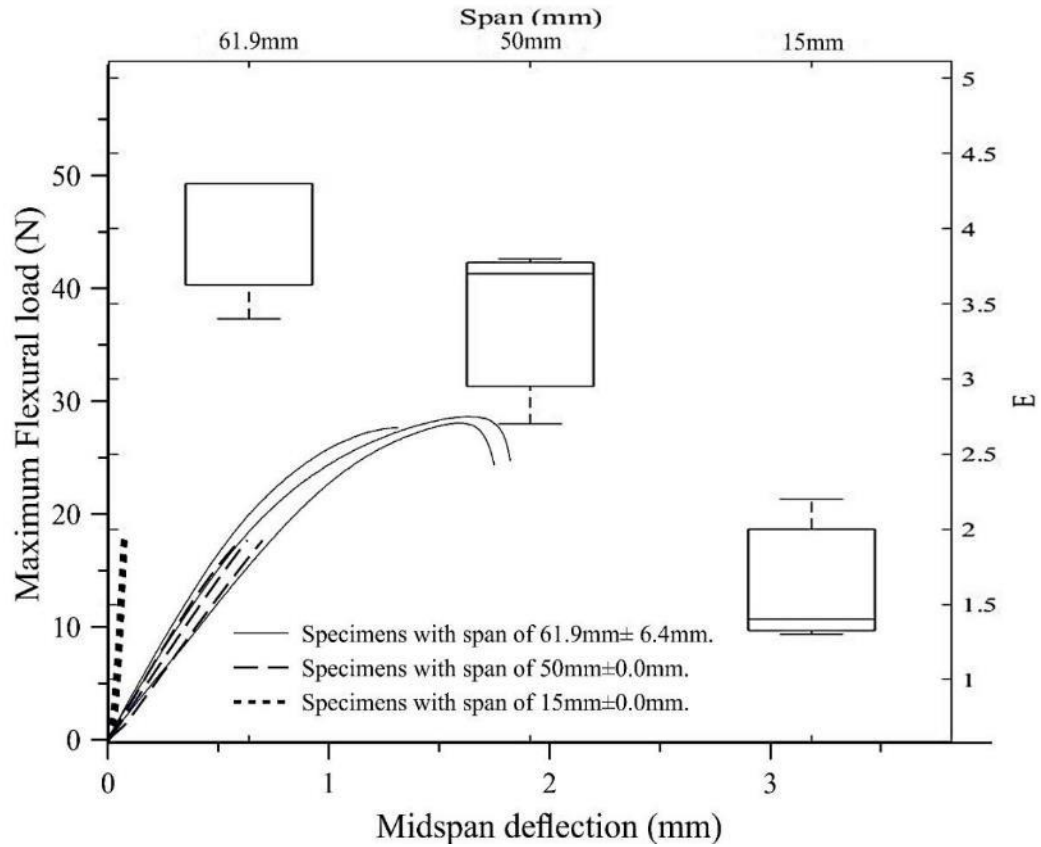 Span (mm)
61.9mm 50mm 15mm
Maximum Flexural load (N)
50
40
30
20
10
0
5
4.5
4
3.5
3
2.5
2
1.5
1
E
Specimens with span of 61.9mm± 6.4mm.
Specimens with span of 50mm±0.0mm.
Specimens with span of 15mm±0.0mm.
0 1 2 3
Midspan deflection (mm)